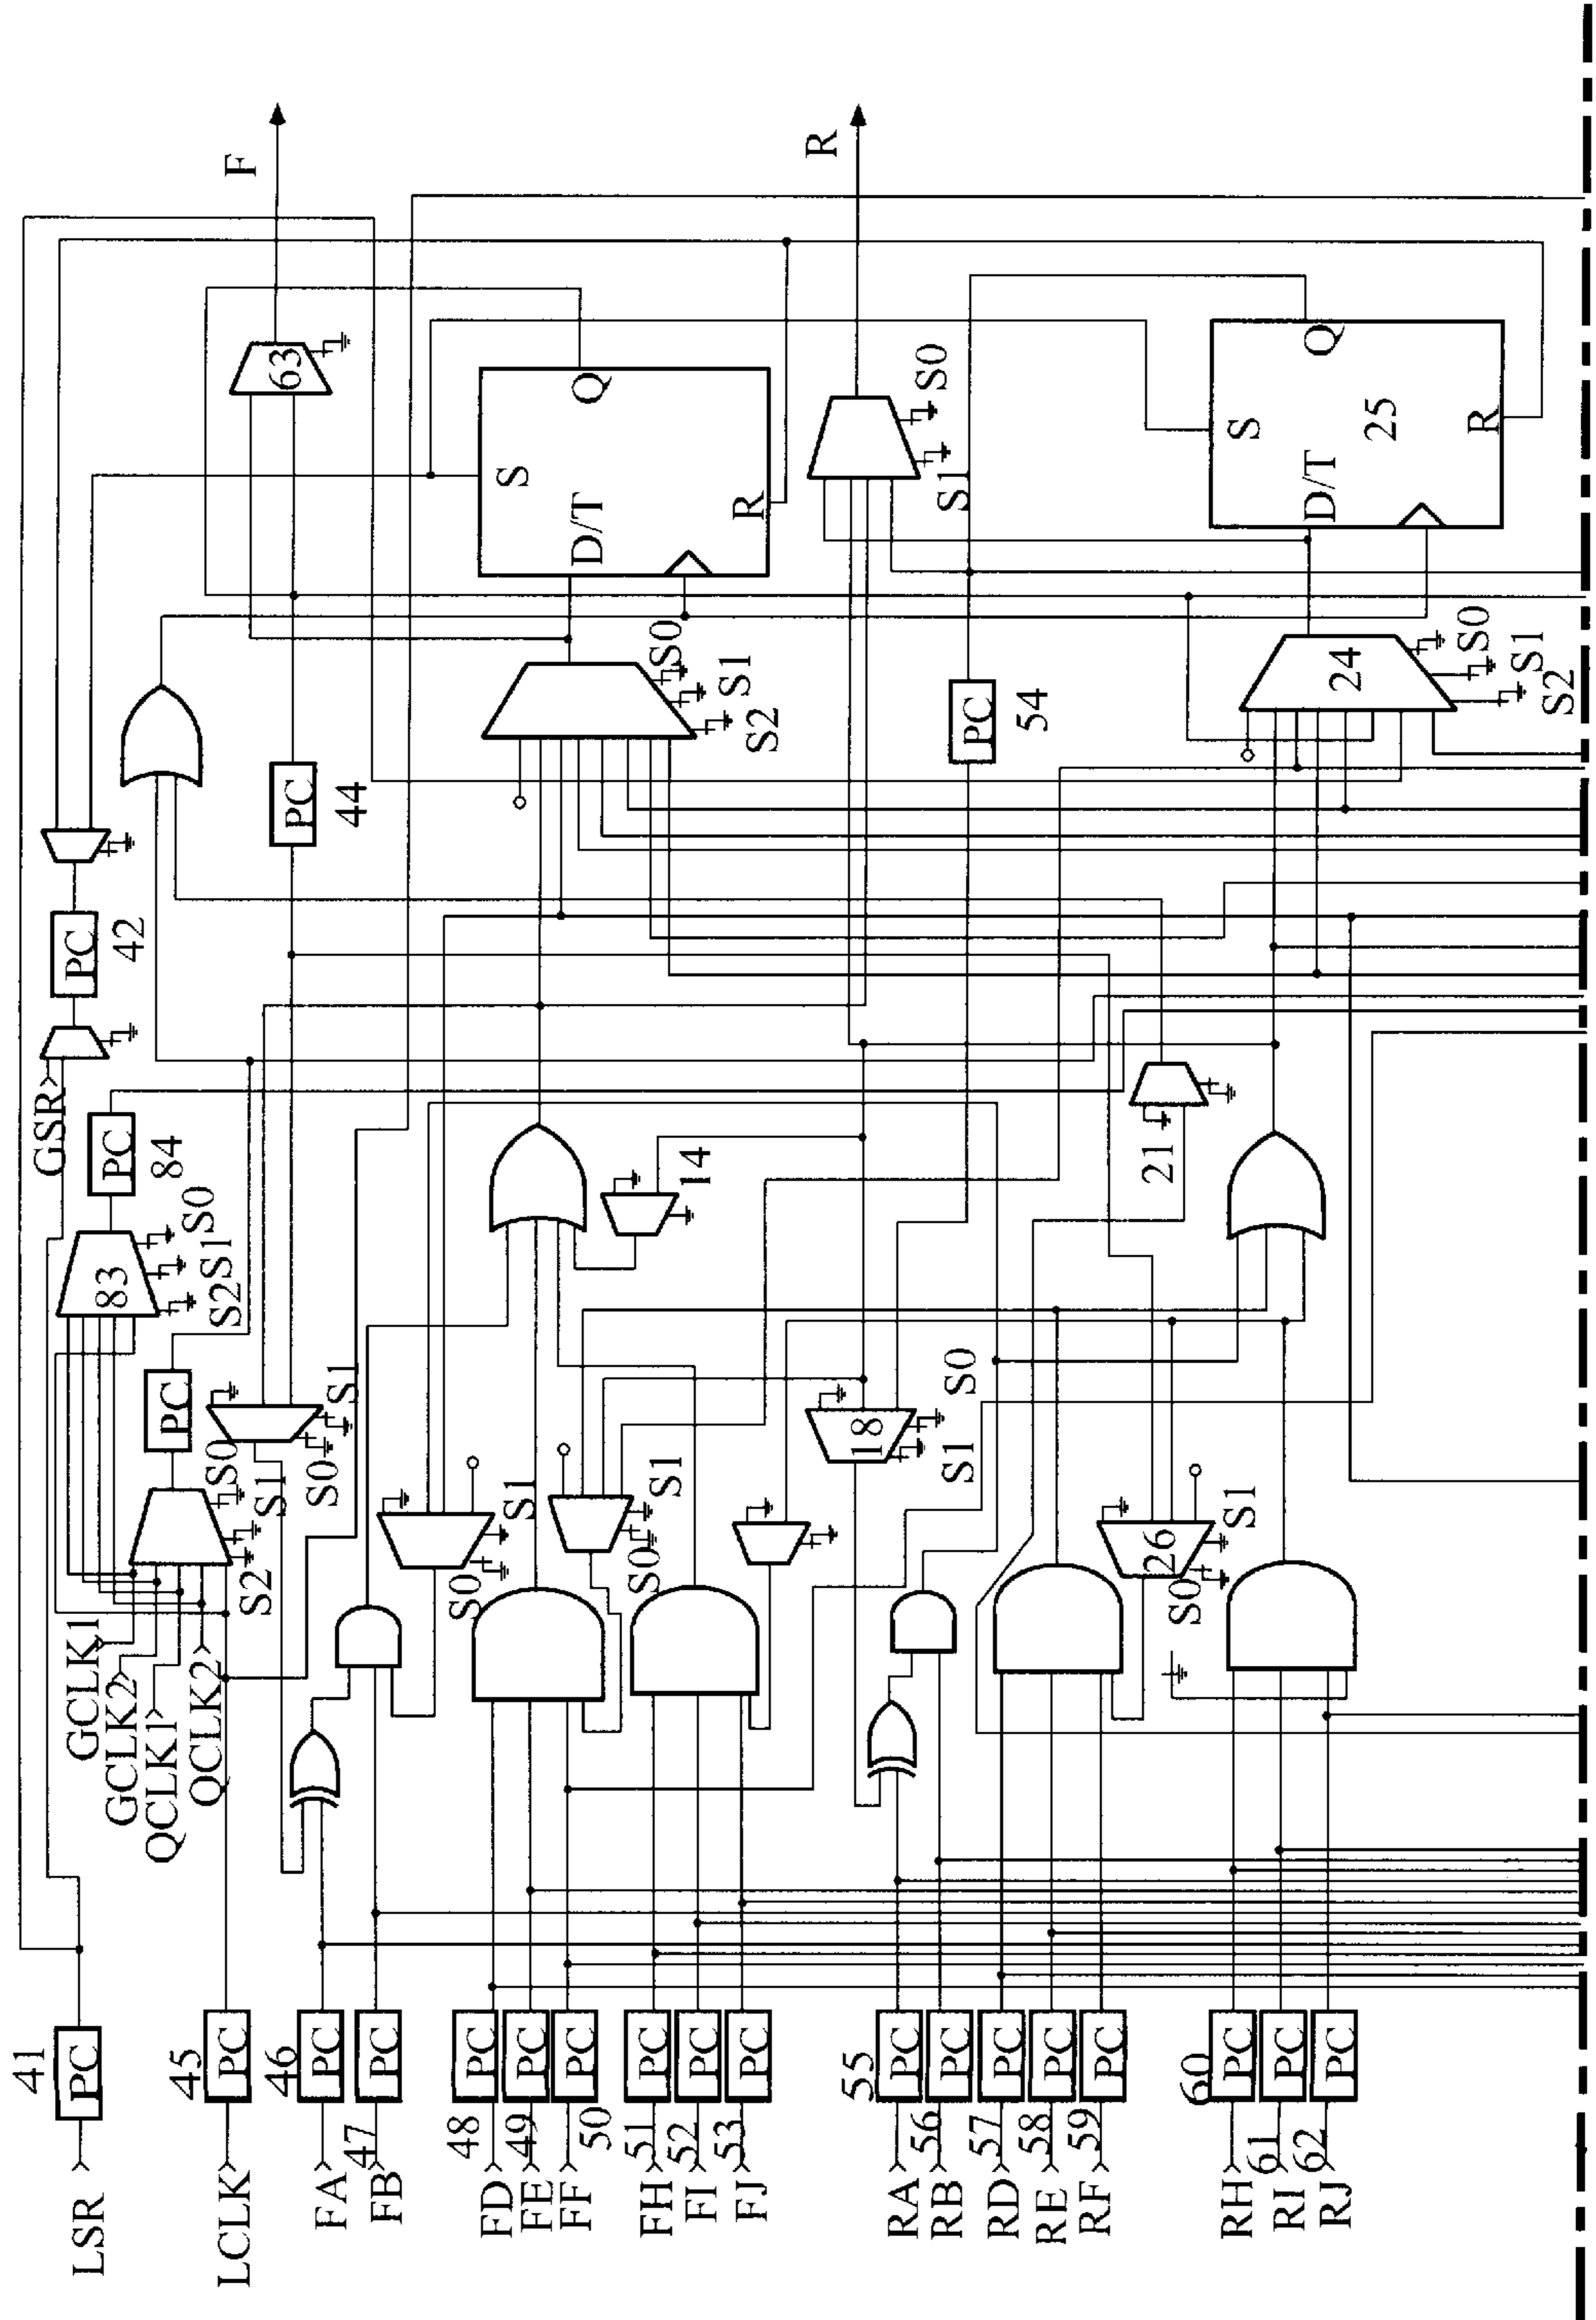 LSR
41
PC
LCLK
45
PC
FA
46
PC
FB
47
PC
FD
48
PC
FE
49
PC
FF
50
PC
FH
51
PC
FI
52
PC
FJ
53
PC
RA
55
PC
RB
56
PC
RD
57
PC
RE
58
PC
RF
59
PC
RH
60
PC
RI
61
PC
RJ
62
PC
GCLK1
GCLK2
QCLK1
QCLK2
S2
S1
S0
PC
83
S2
S1
S0
PC
84
GSR
PC
42
S0
S1
PC
44
63
F
S0
S1
S0
S1
14
S2
S1
S0
S
D/T
Q
R
18
S1
S0
PC
54
S1
S0
R
21
S0
26
S1
24
S2
S1
S0
S
D/T
Q
25
R